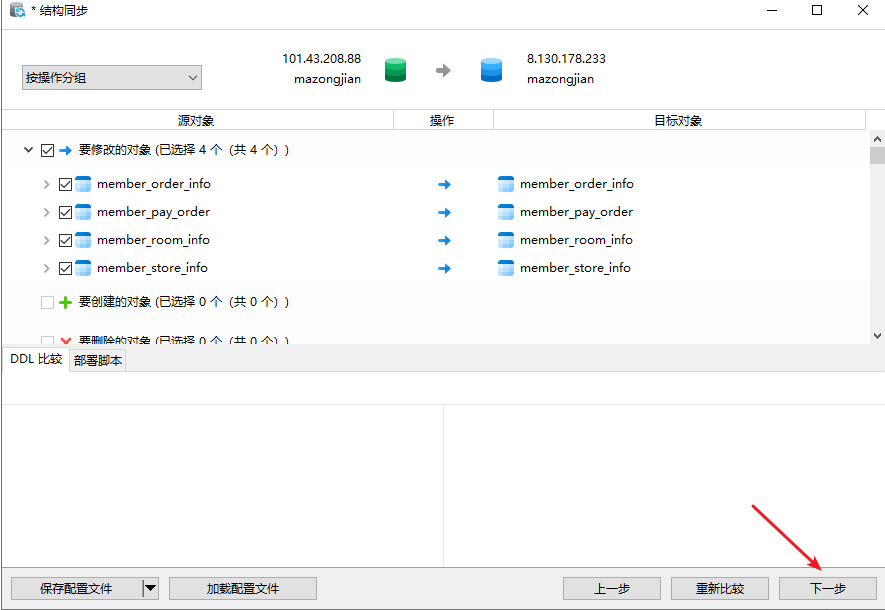 * 结构同步
按操作分组
101.43.208.88
mazongjian
8.130.178.233
mazongjian
源对象 操作 目标对象
要修改的对象 (已选择 4 个（共 4 个）)
member_order_info member_order_info
member_pay_order member_pay_order
member_room_info member_room_info
member_store_info member_store_info
要创建的对象 (已选择 0 个（共 0 个）)
要删除的对象 (已选择 0 个（共 0 个）)
DDL 比较 部署脚本
保存配置文件 加载配置文件 上一步 重新比较 下一步